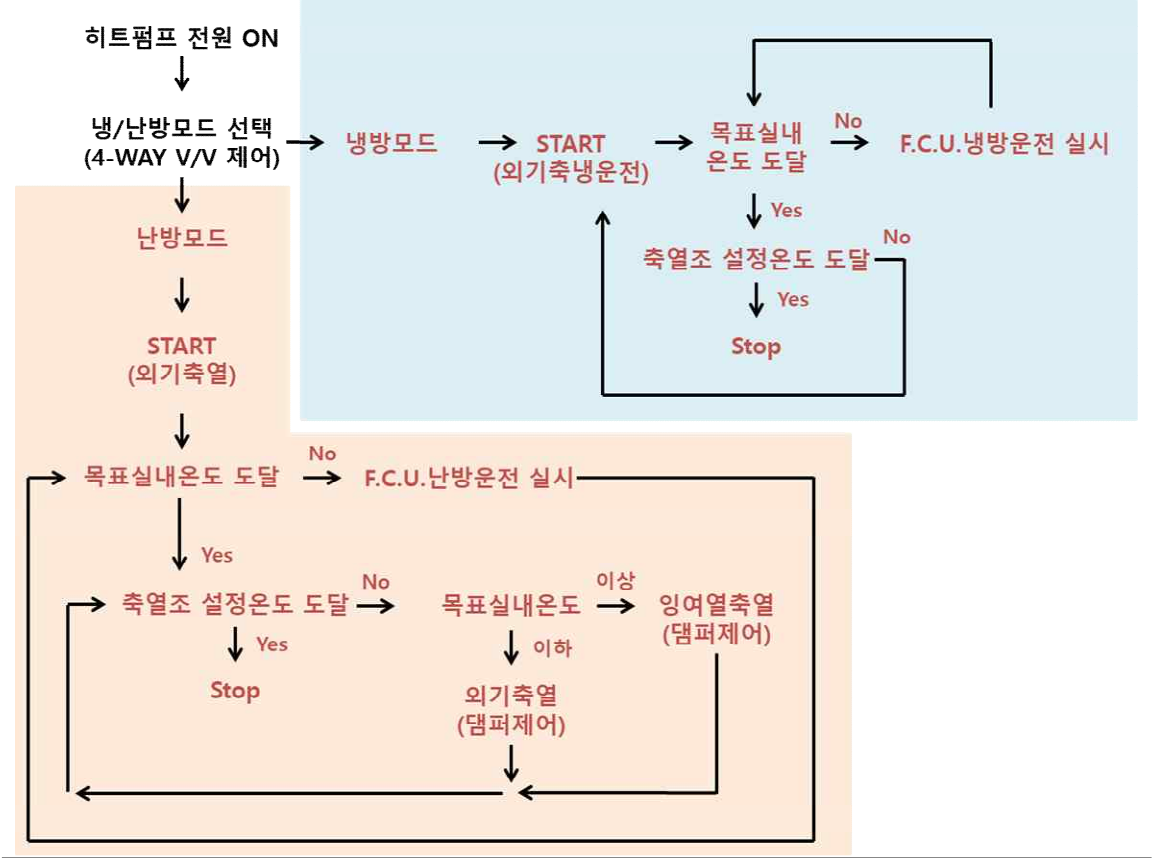 히트펌프 전원 ON
냉/난방모드 선택
(4-WAY V/V 제어)
냉방모드
START
(외기축냉운전)
목표실내
온도 도달
No
F.C.U.냉방운전 실시
Yes
축열조 설정온도 도달
No
Yes
Stop
난방모드
START
(외기축열)
목표실내온도 도달
No
F.C.U.난방운전 실시
Yes
축열조 설정온도 도달
No
목표실내온도
이상
잉여열축열
(댐퍼제어)
Yes
Stop
이하
외기축열
(댐퍼제어)